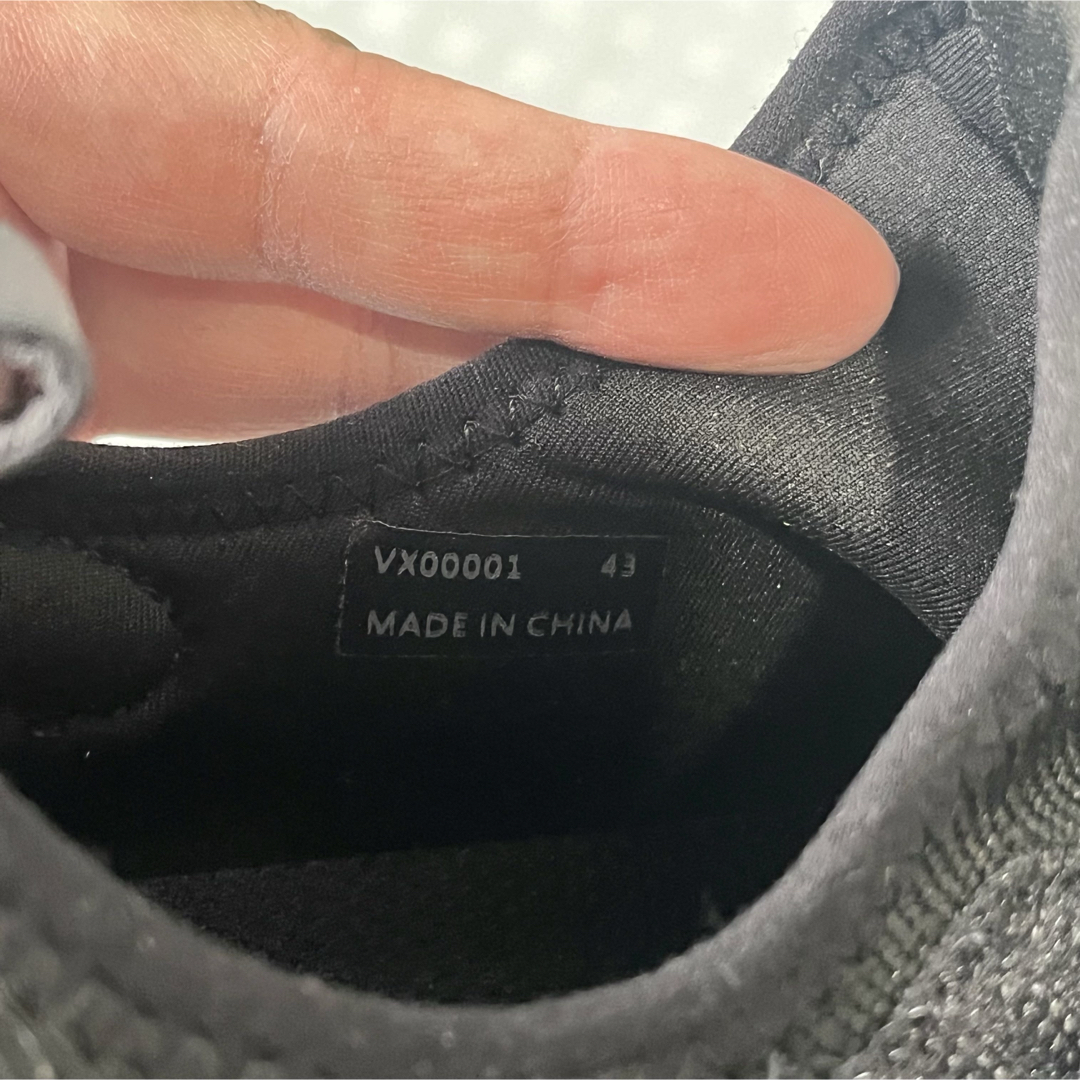 VX00001 43
MADE IN CHINA